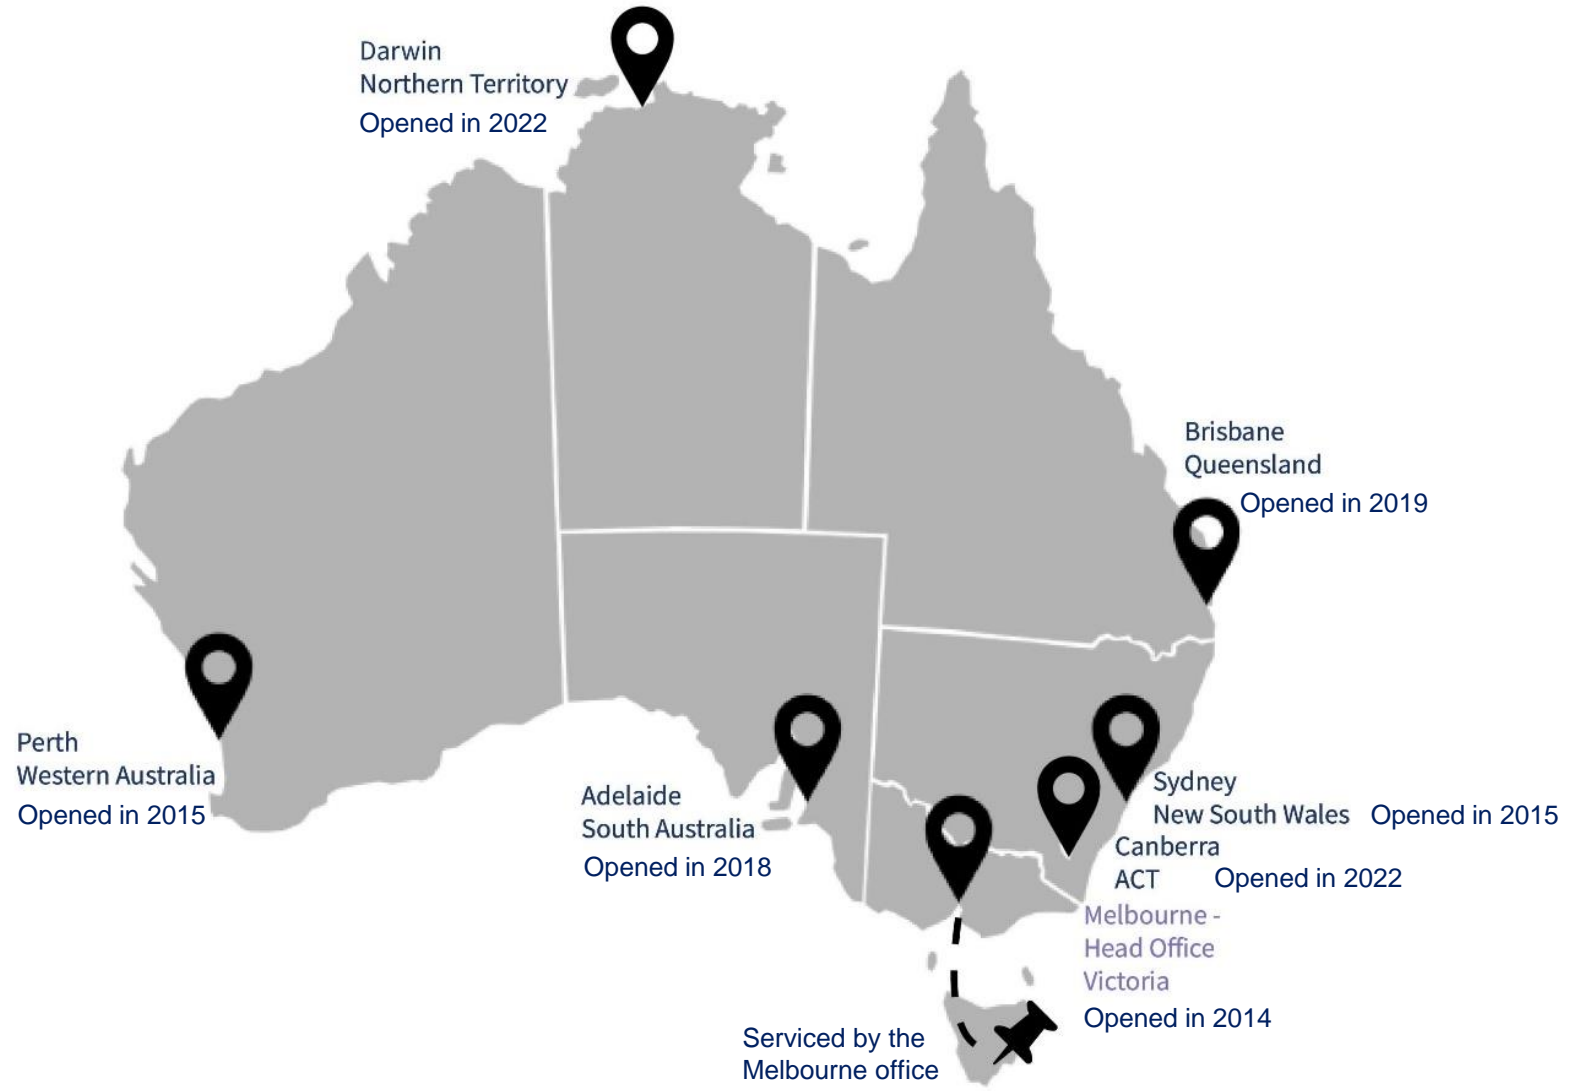 Darwin
Northern Territory
Opened in 2022
Brisbane
Queensland
Opened in 2019
Perth
Western Australia
Opened in 2015
Adelaide
South Australia
Opened in 2018
Sydney
New South Wales Opened in 2015
Canberra
ACT Opened in 2022
Melbourne -
Head Office
Victoria
Opened in 2014
Serviced by the
Melbourne office